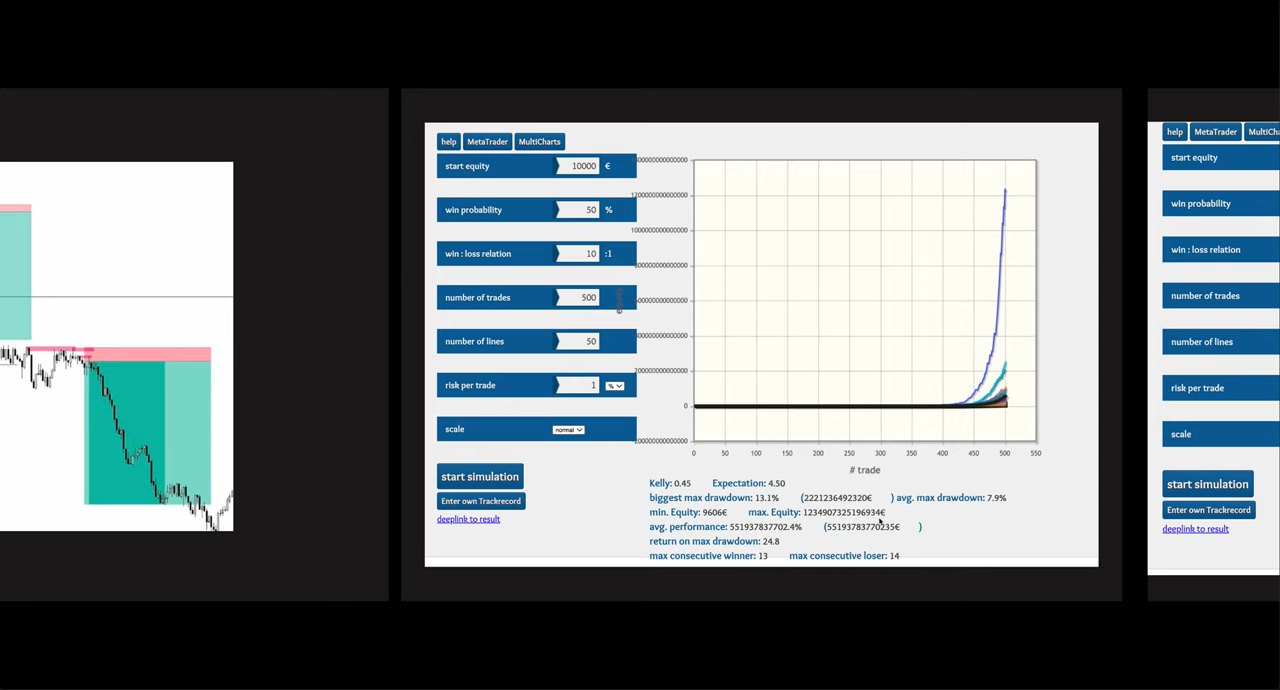 help MetaTrader MultiCharts
start equity 10000 €
win probability 50 %
win : loss relation 10 :1
number of trades 500
number of lines 50
risk per trade 1 %
scale normal
start simulation
Enter own Trackrecord
deeplink to result
0
0 50 100 150 200 250 300 350 400 450 500 550
# trade
Kelly: 0.45 Expectation: 4.50
biggest max drawdown: 13.1% (2221236492320€ ) avg. max drawdown: 7.9%
min. Equity: 9606€ max. Equity: 1234907325196934€
avg. performance: 551937837702.4% (55193783770235€ )
return on max drawdown: 24.8
max consecutive winner: 13 max consecutive loser: 14
help MetaTrader
start equity
win probability
win : loss relation
number of trades
number of lines
risk per trade
scale
start simulation
Enter own Trackrecord
deeplink to result